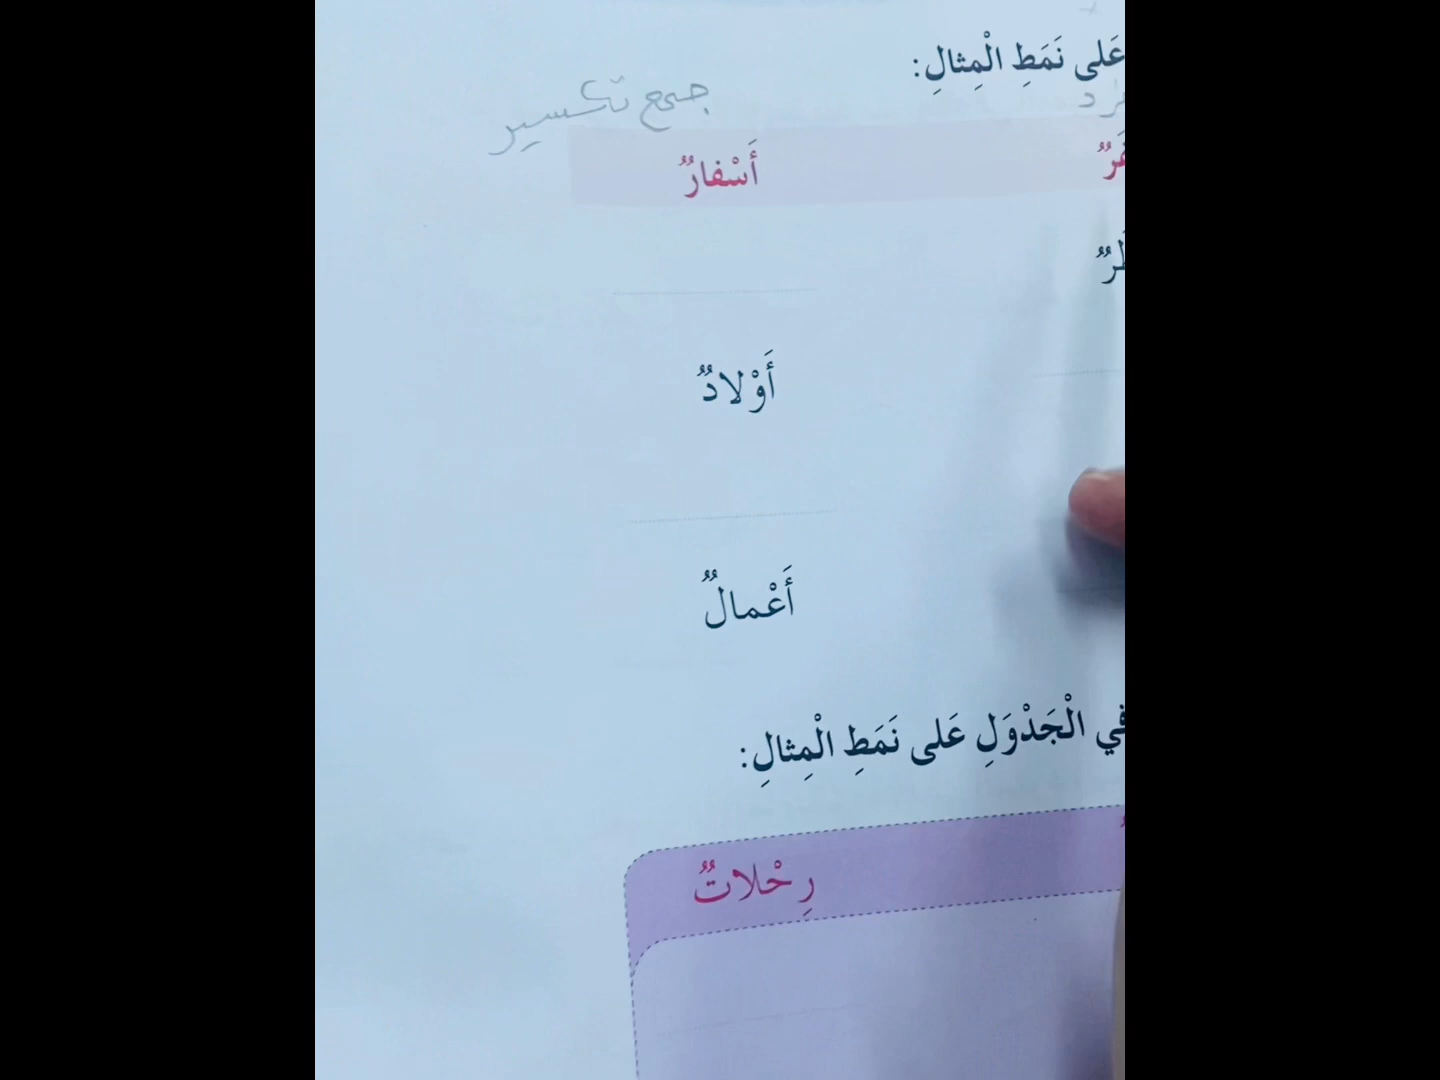 عَلى نَمَطِ الْمِثالِ:
جمع تكسير
أَسْفارٌ
أَوْلادٌ
أَعْمالٌ
في الْجَدْوَلِ عَلى نَمَطِ الْمِثالِ:
رِحْلاتٌ